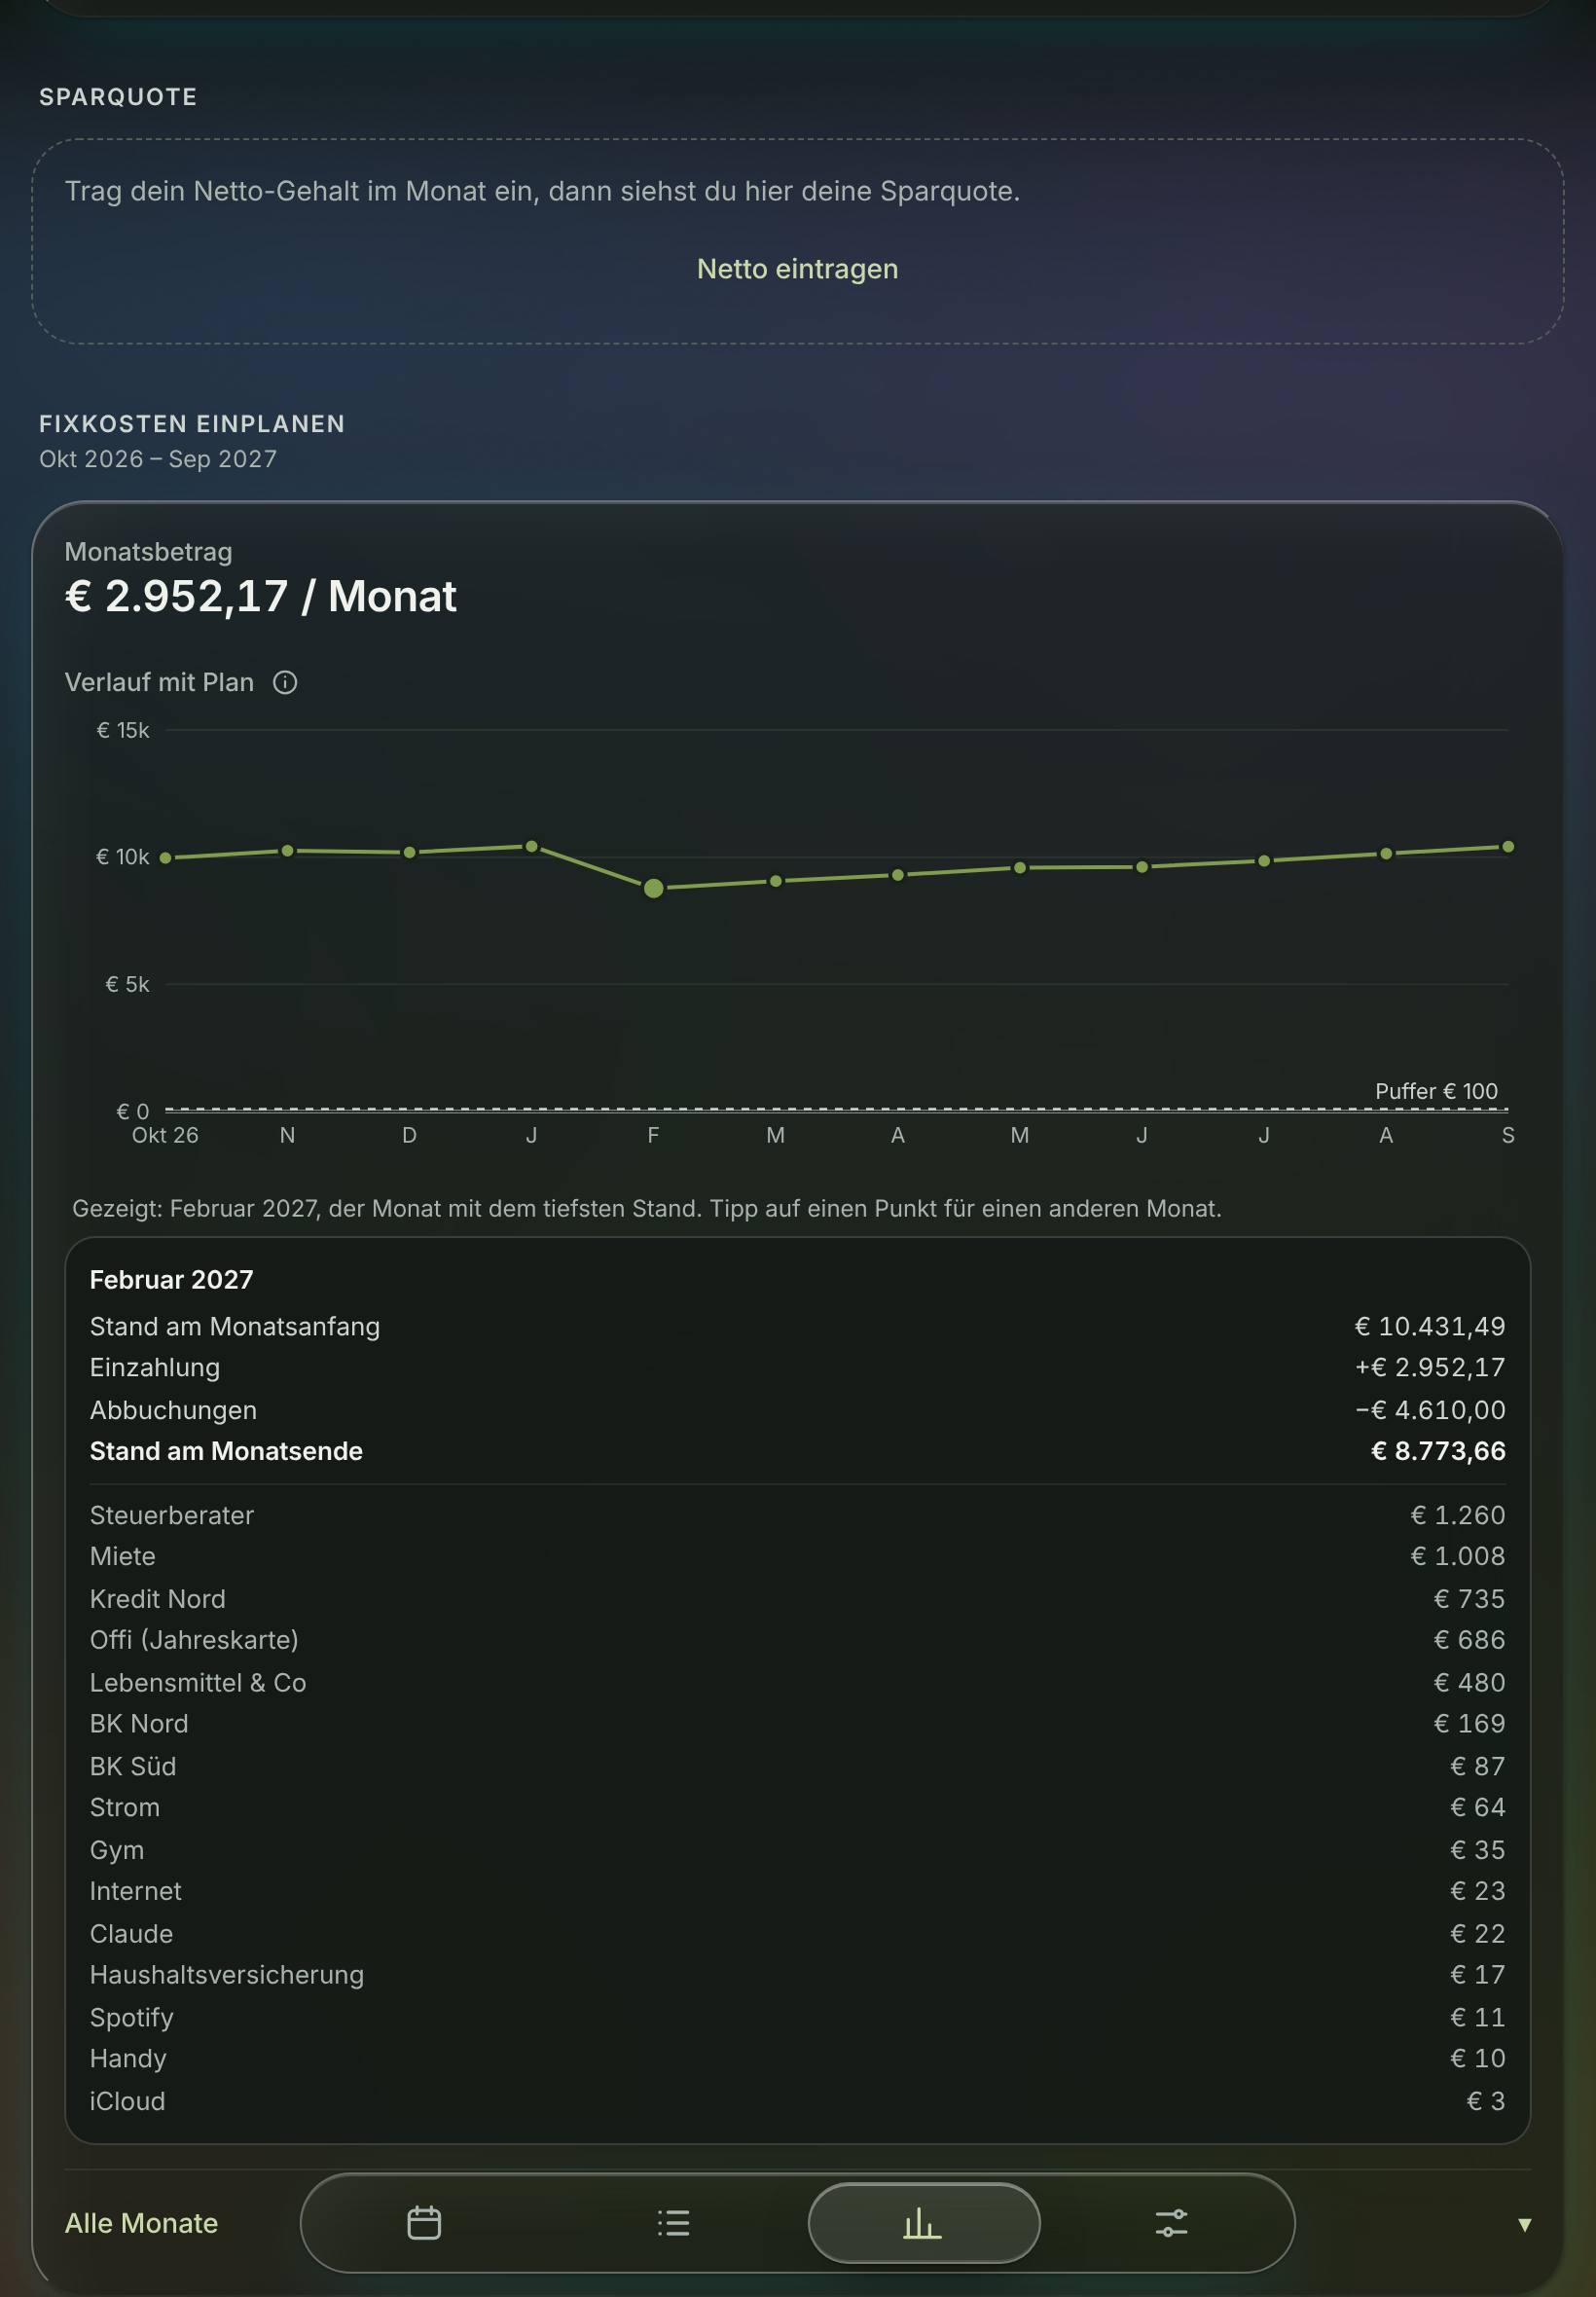 SPARQUOTE
Trag dein Netto-Gehalt im Monat ein, dann siehst du hier deine Sparquote.
Netto eintragen
FIXKOSTEN EINPLANEN
Okt 2026 – Sep 2027
Monatsbetrag
€ 2.952,17 / Monat
Verlauf mit Plan
€ 15k
€ 10k
€ 5k
Puffer € 100
€ 0
Okt 26 N D J F M A M J J A S
Gezeigt: Februar 2027, der Monat mit dem tiefsten Stand. Tipp auf einen Punkt für einen anderen Monat.
Februar 2027
Stand am Monatsanfang € 10.431,49
Einzahlung +€ 2.952,17
Abbuchungen −€ 4.610,00
Stand am Monatsende € 8.773,66
Steuerberater € 1.260
Miete € 1.008
Kredit Nord € 735
Offi (Jahreskarte) € 686
Lebensmittel & Co € 480
BK Nord € 169
BK Süd € 87
Strom € 64
Gym € 35
Internet € 23
Claude € 22
Haushaltsversicherung € 17
Spotify € 11
Handy € 10
iCloud € 3
Alle Monate